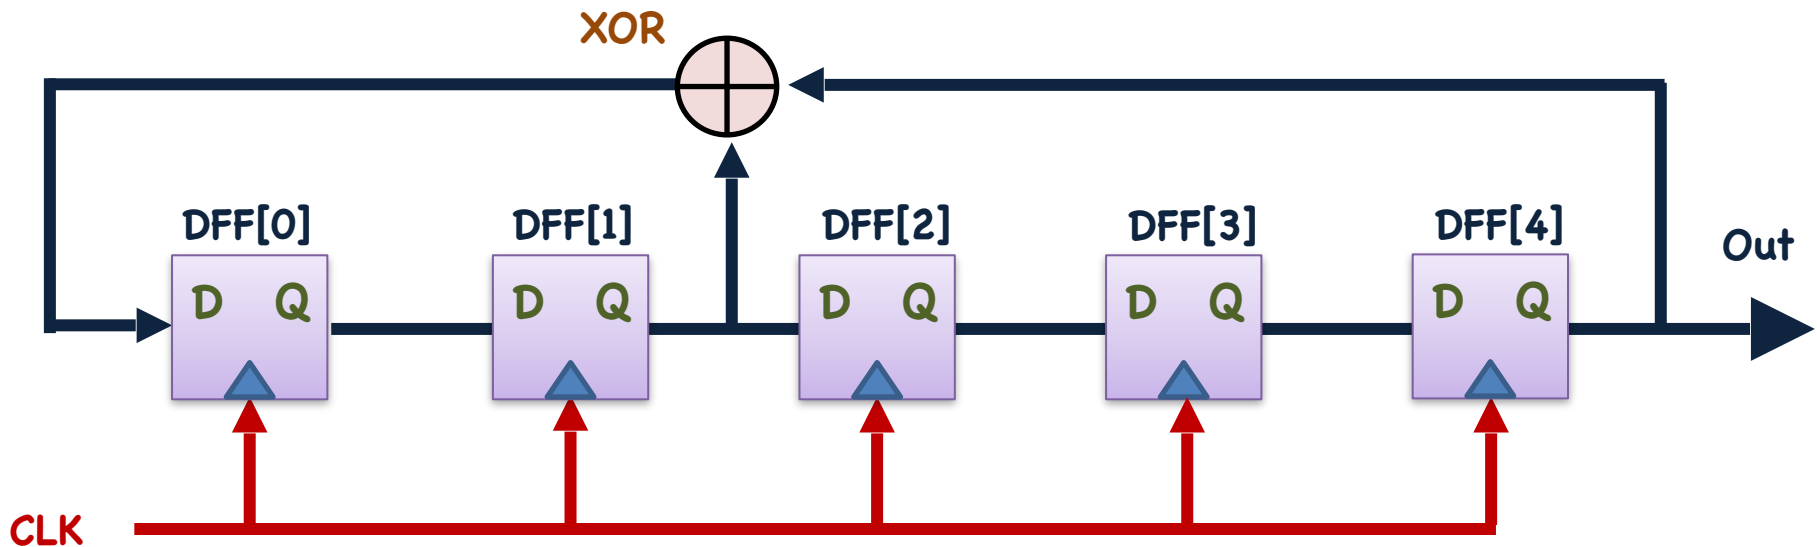 XOR
DFF[0] DFF[1] DFF[2] DFF[3] DFF[4]
Out
D Q D Q D Q D Q D Q
CLK